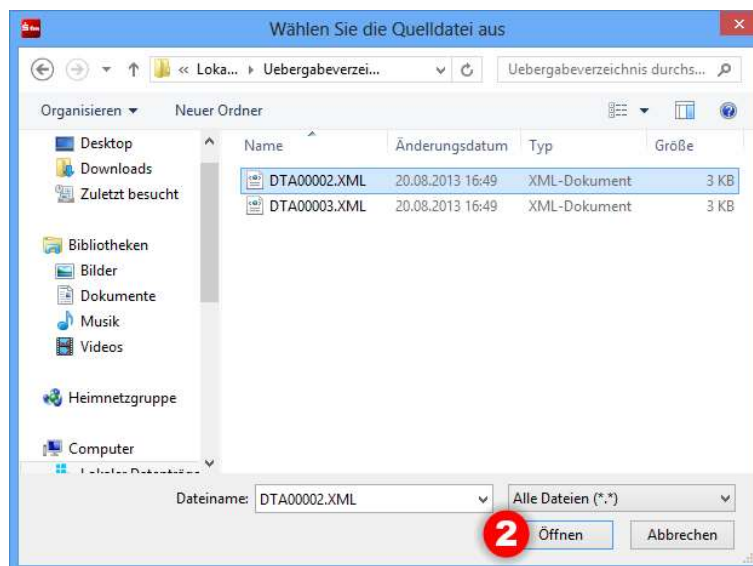 Wählen Sie die Quelldatei aus
« Loka... Uebergabeverzei... Uebergabeverzeichnis durchs...
Organisieren Neuer Ordner
Name Änderungsdatum Typ Größe
Desktop
Downloads
Zuletzt besucht
DTA00002.XML 20.08.2013 16:49 XML-Dokument 3 KB
DTA00003.XML 20.08.2013 16:49 XML-Dokument 3 KB
Bibliotheken
Bilder
Dokumente
Musik
Videos
Heimnetzgruppe
Computer
Dateiname: DTA00002.XML Alle Dateien (*.*)
2 Öffnen Abbrechen